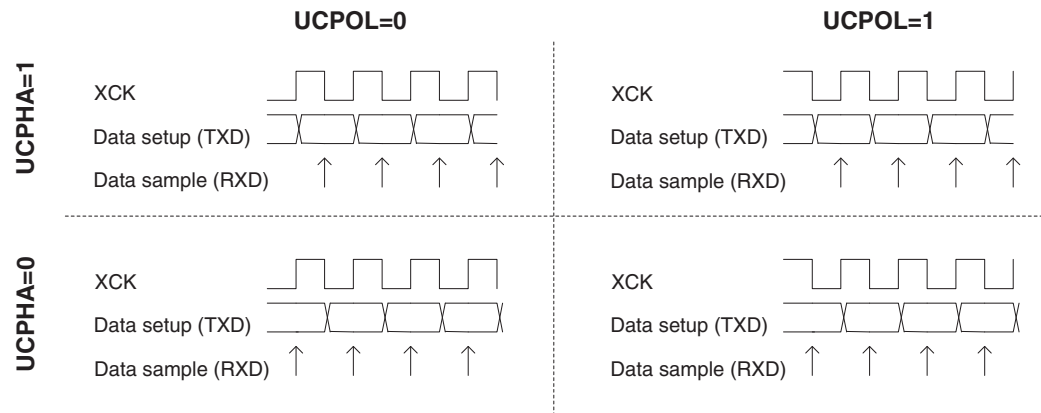 UCPOL=0
UCPOL=1
UCPHA=1
XCK
Data setup (TXD)
Data sample (RXD)
XCK
Data setup (TXD)
Data sample (RXD)
UCPHA=0
XCK
Data setup (TXD)
Data sample (RXD)
XCK
Data setup (TXD)
Data sample (RXD)